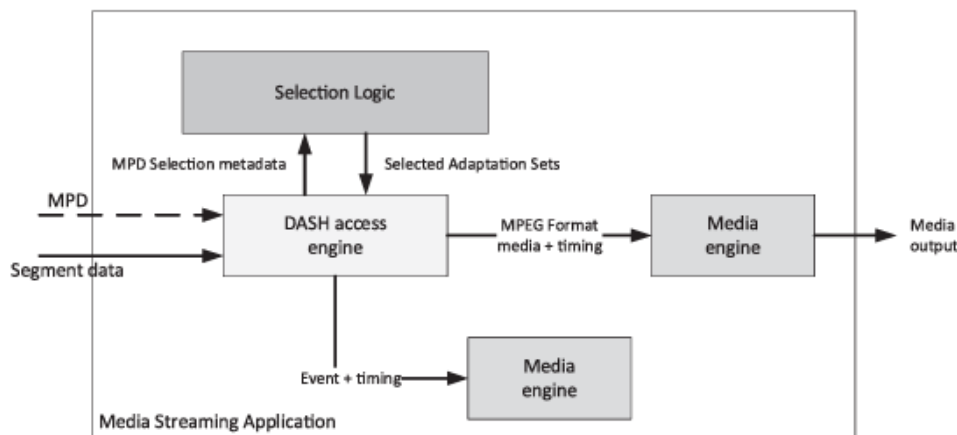 Selection Logic
MPD Selection metadata
Selected Adaptation Sets
MPD
Segment data
DASH access
engine
MPEG Format
media + timing
Media
engine
Media
output
Event + timing
Media
engine
Media Streaming Application